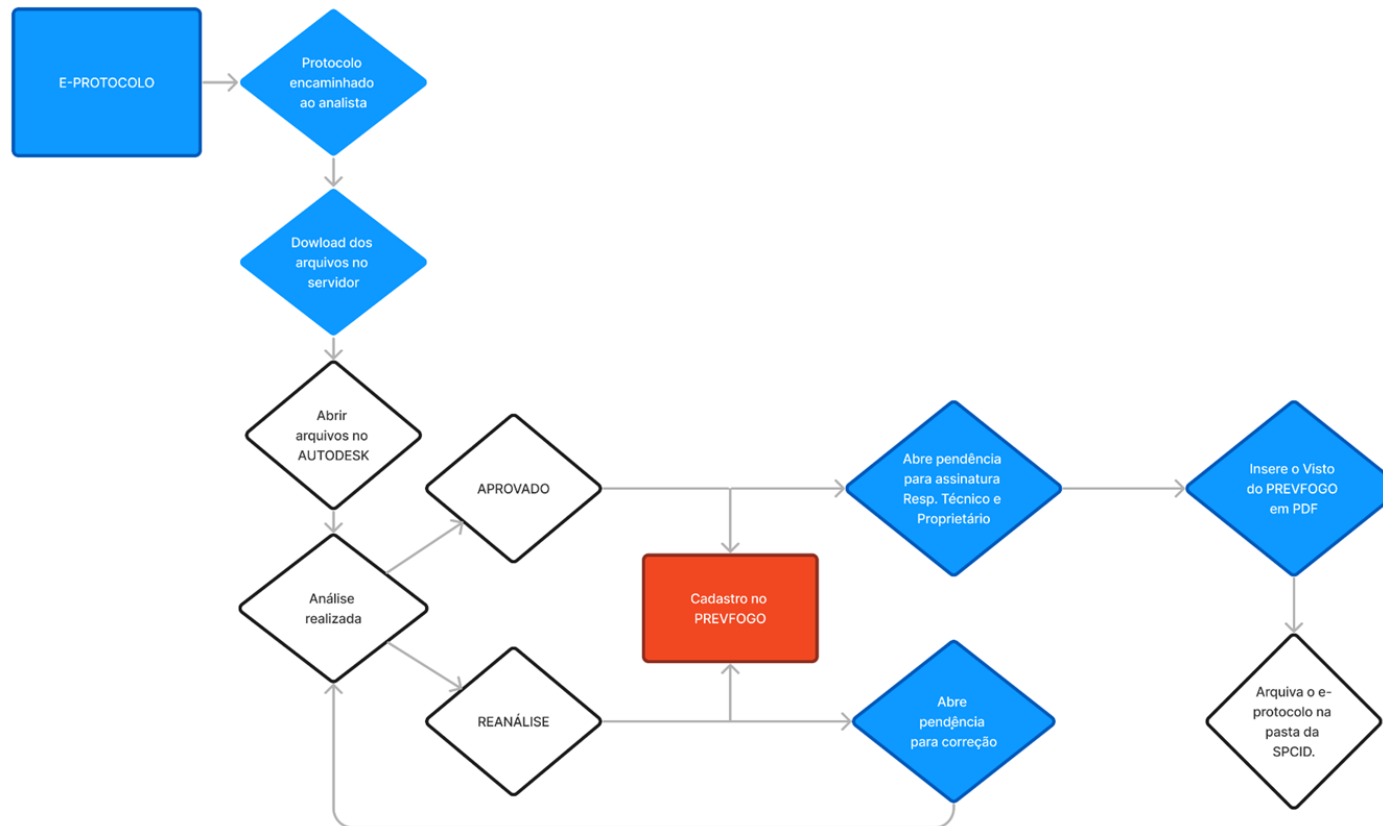 E-PROTOCOLO
Protocolo
encaminhado
ao analista
Dowload dos
arquivos no
servidor
Abrir
arquivos no
AUTODESK
Análise
realizada
APROVADO
REANÁLISE
Cadastro no
PREVFOGO
Abre pendência
para assinatura
Resp. Técnico e
Proprietário
Abre
pendência
para correção
Insere o Visto
do PREVFOGO
em PDF
Arquiva o e-
protocolo na
pasta da
SPCID.